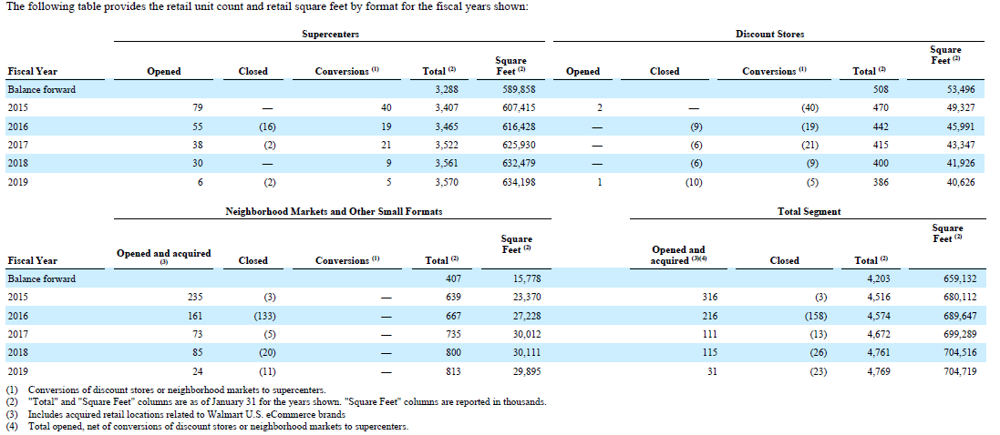 The following table provides the retail unit count and retail square feet by format for the fiscal years shown:
Supercenters Discount Stores
Fiscal Year Opened Closed Conversions (1) Total (2) Square Feet (2) Opened Closed Conversions (1) Total (2) Square Feet (2)
Balance forward 3,288 589,858 508 53,496
2015 79 — 40 3,407 607,415 2 — (40) 470 49,327
2016 55 (16) 19 3,465 616,428 — (9) (19) 442 45,991
2017 38 (2) 21 3,522 625,930 — (6) (21) 415 43,347
2018 30 — 9 3,561 632,479 — (6) (9) 400 41,926
2019 6 (2) 5 3,570 634,198 1 (10) (5) 386 40,626
Neighborhood Markets and Other Small Formats Total Segment
Fiscal Year Opened and acquired (3) Closed Conversions (1) Total (2) Square Feet (2) Opened and acquired (3)(4) Closed Total (2) Square Feet (2)
Balance forward 407 15,778 4,203 659,132
2015 235 (3) — 639 23,370 316 (3) 4,516 680,112
2016 161 (133) — 667 27,228 216 (158) 4,574 689,647
2017 73 (5) — 735 30,012 111 (13) 4,672 699,289
2018 85 (20) — 800 30,111 115 (26) 4,761 704,516
2019 24 (11) — 813 29,895 31 (23) 4,769 704,719
(1) Conversions of discount stores or neighborhood markets to supercenters.
(2) "Total" and "Square Feet" columns are as of January 31 for the years shown. "Square Feet" columns are reported in thousands.
(3) Includes acquired retail locations related to Walmart U.S. eCommerce brands
(4) Total opened, net of conversions of discount stores or neighborhood markets to supercenters.